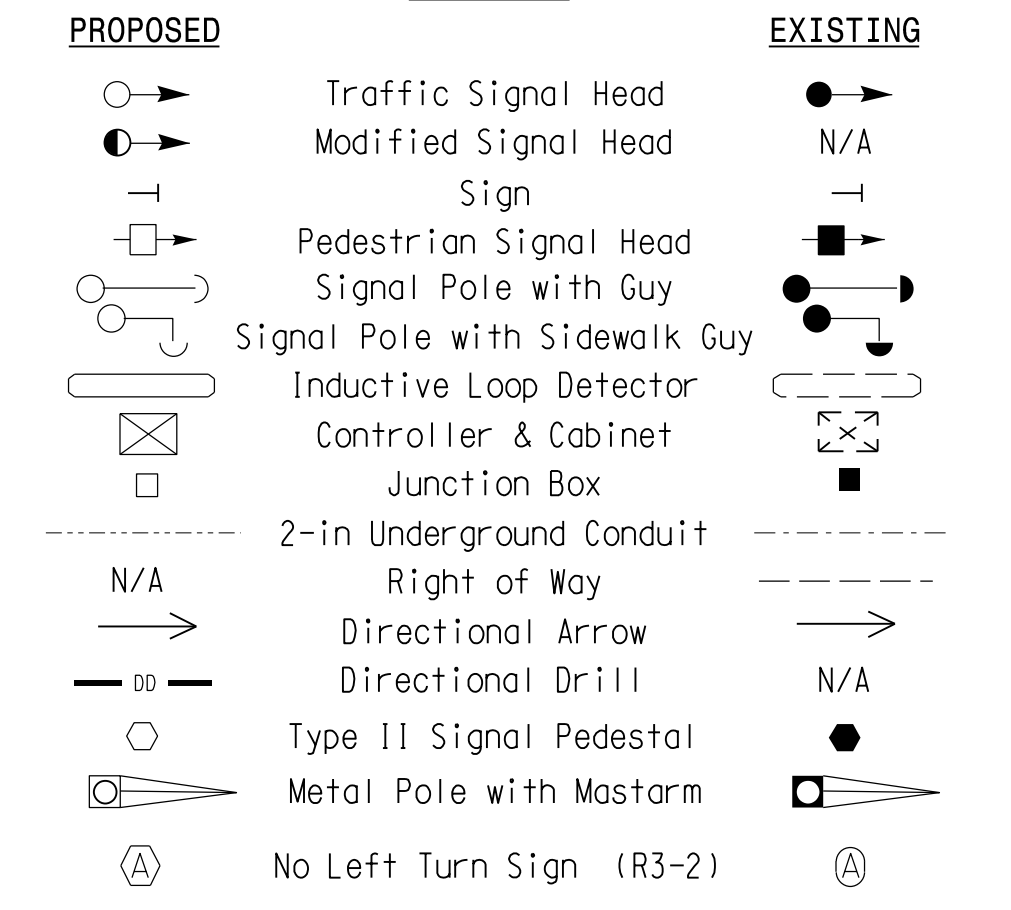 PROPOSED EXISTING
Traffic Signal Head
Modified Signal Head N/A
Sign
Pedestrian Signal Head
Signal Pole with Guy
Signal Pole with Sidewalk Guy
Inductive Loop Detector
Controller & Cabinet
Junction Box
2-in Underground Conduit
N/A Right of Way
Directional Arrow
DD Directional Drill N/A
Type II Signal Pedestal
Metal Pole with Mastarm
A No Left Turn Sign (R3-2) A